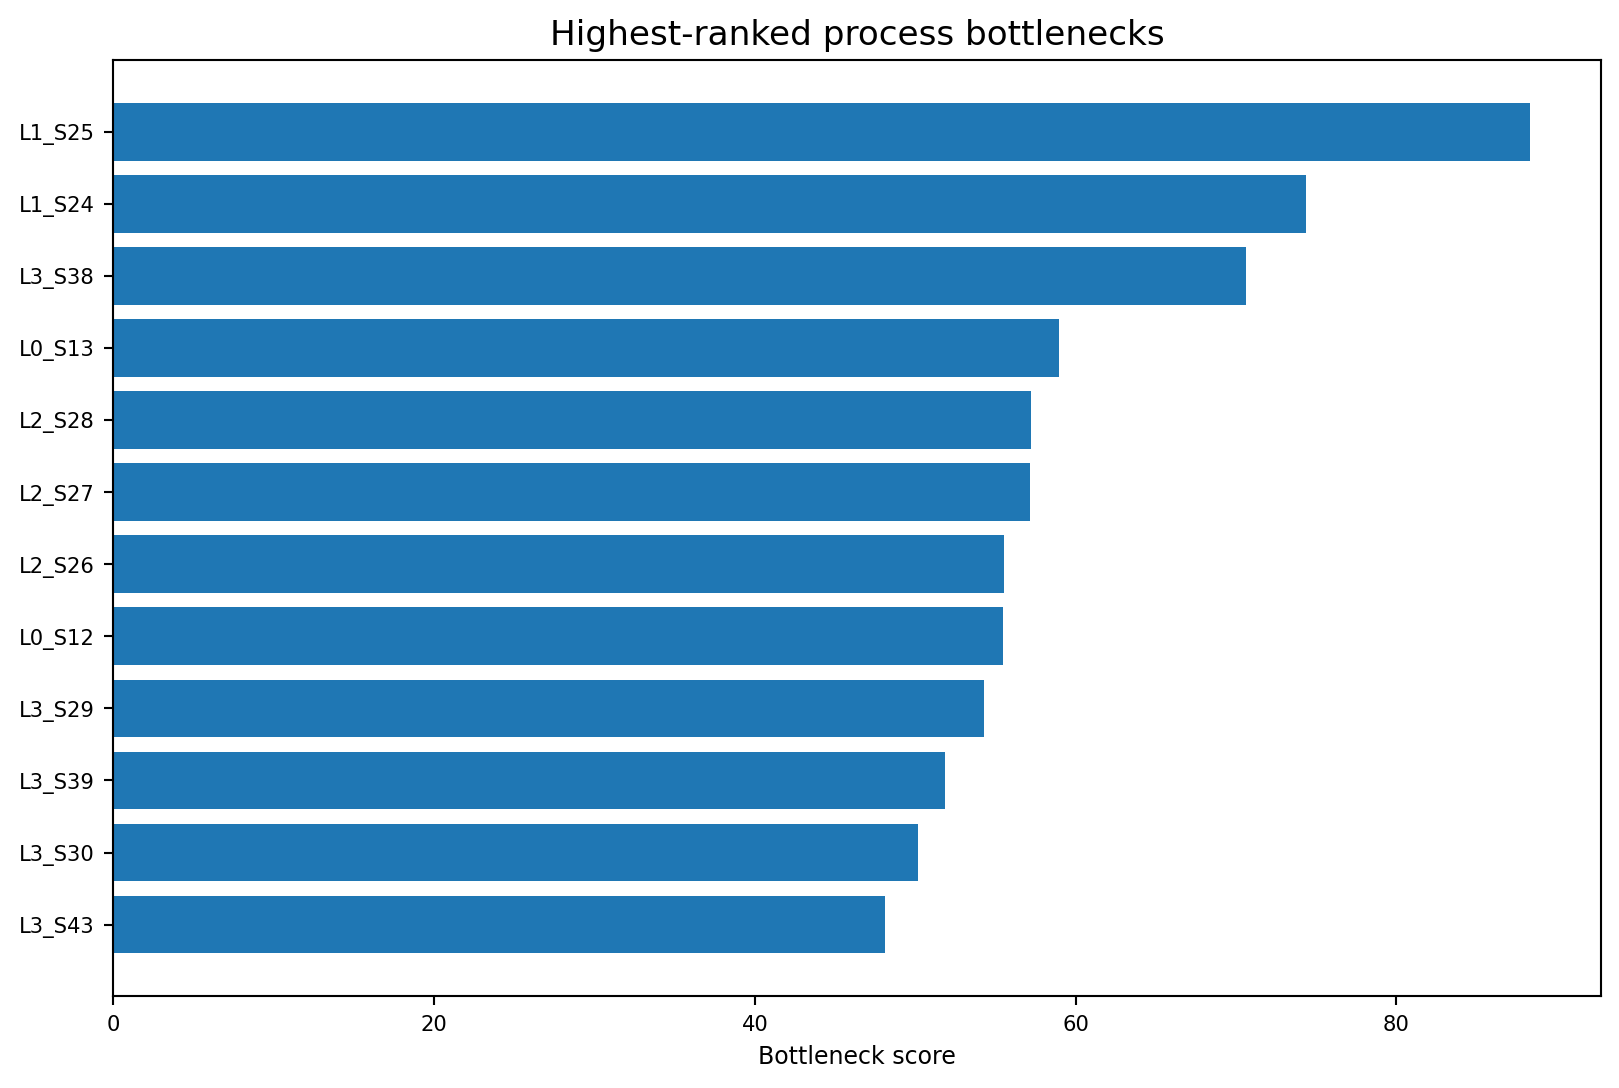 Highest-ranked process bottlenecks
L1_S25
L1_S24
L3_S38
L0_S13
L2_S28
L2_S27
L2_S26
L0_S12
L3_S29
L3_S39
L3_S30
L3_S43
0 20 40 60 80
Bottleneck score